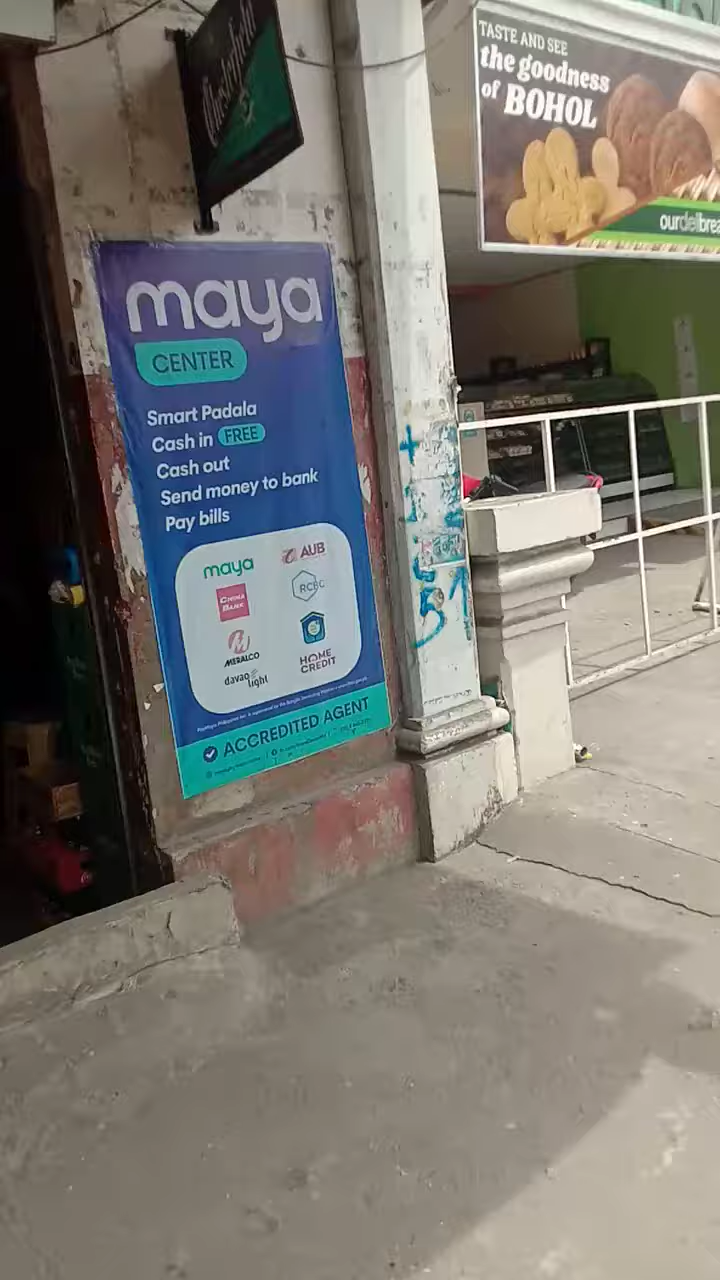 Chesterfield
TASTE AND SEE
the goodness
of BOHOL
ourdelibrea
maya
CENTER
Smart Padala
Cash in FREE
Cash out
Send money to bank
Pay bills
maya
AUB
CHINA
BANK
RCBC
MERALCO
davao light
HOME
CREDIT
ACCREDITED AGENT